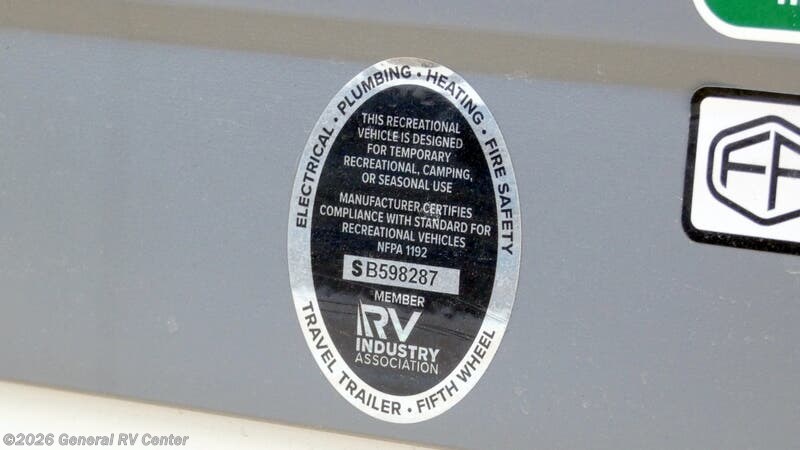 ELECTRICAL • PLUMBING • HEATING • FIRE SAFETY
THIS RECREATIONAL
VEHICLE IS DESIGNED
FOR TEMPORARY
RECREATIONAL, CAMPING,
OR SEASONAL USE
MANUFACTURER CERTIFIES
COMPLIANCE WITH STANDARD FOR
RECREATIONAL VEHICLES
NFPA 1192
SB598287
MEMBER
RV
INDUSTRY
ASSOCIATION
TRAVEL TRAILER • FIFTH WHEEL
©2026 General RV Center